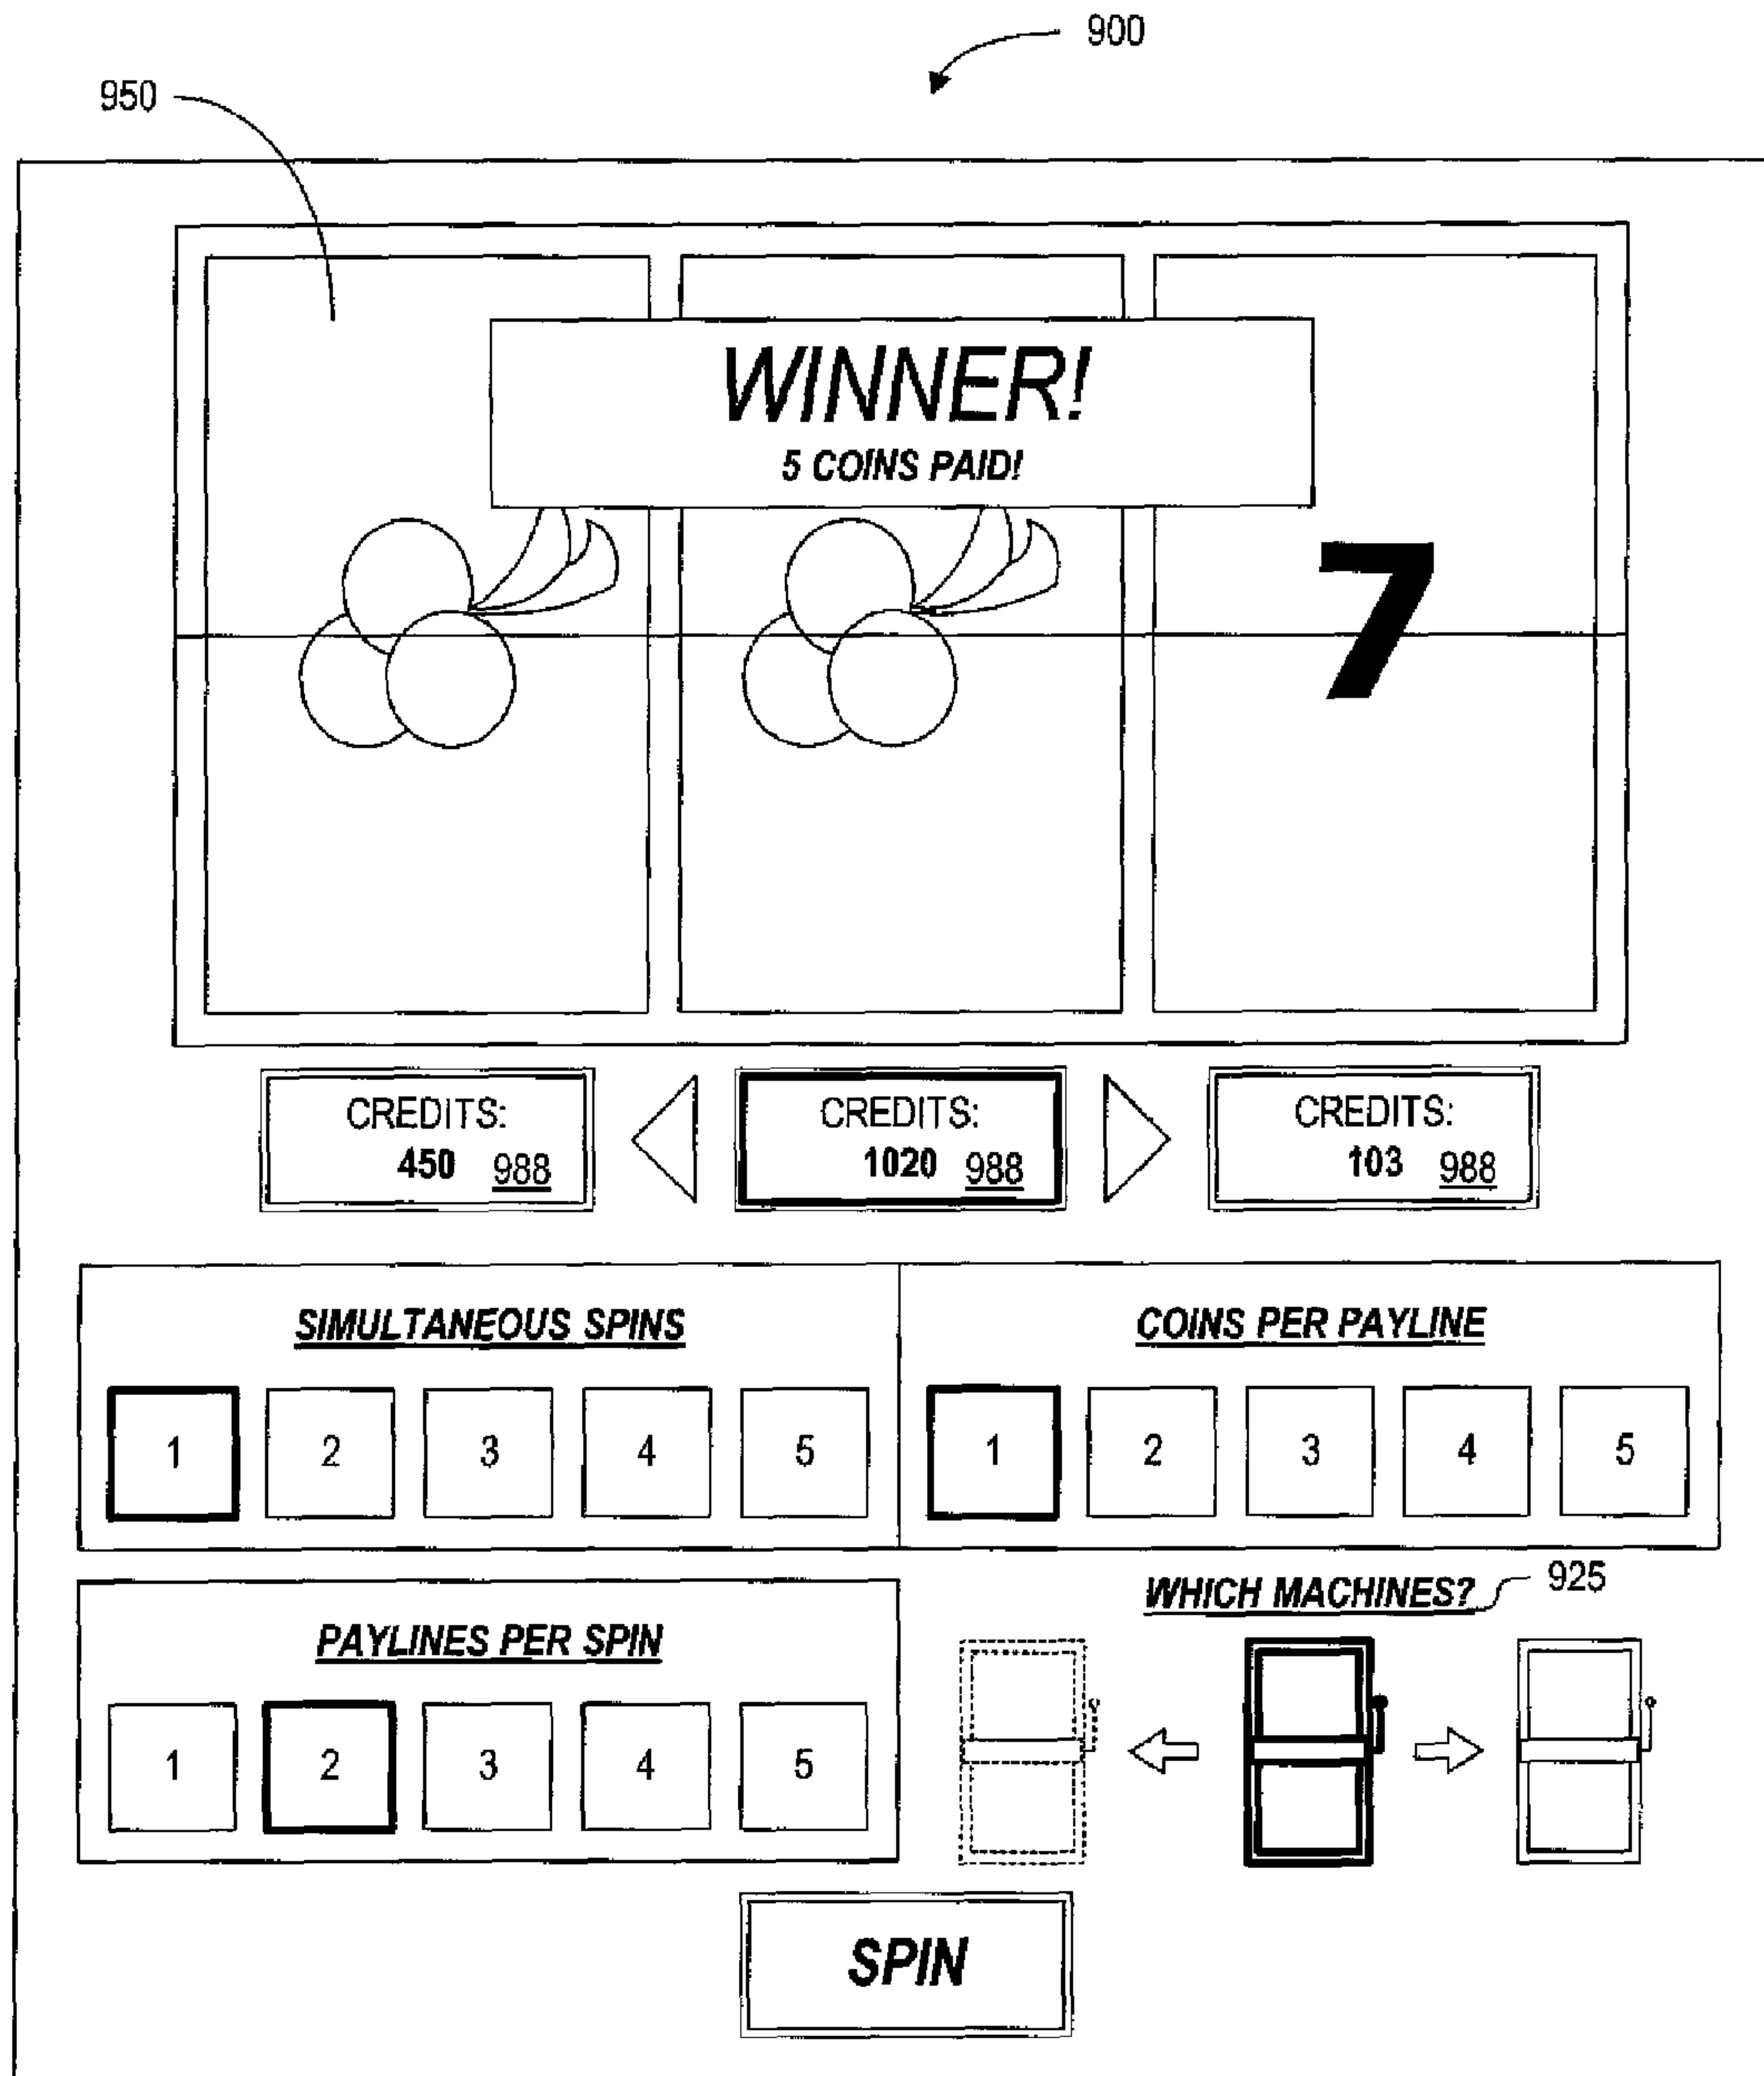 900
950
WINNER!
5 COINS PAID!
7
CREDITS:
450 988
CREDITS:
1020 988
CREDITS:
103 988
SIMULTANEOUS SPINS
1 2 3 4 5
COINS PER PAYLINE
1 2 3 4 5
PAYLINES PER SPIN
1 2 3 4 5
WHICH MACHINES? 925
SPIN